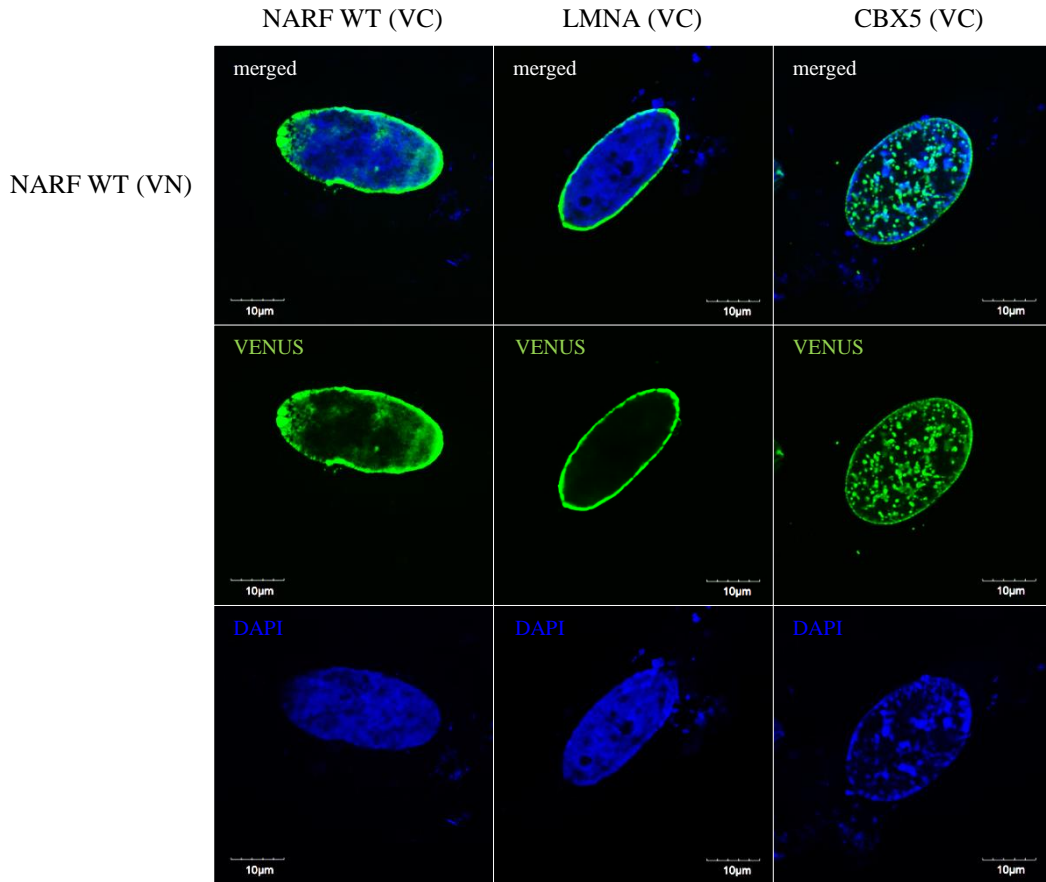 NARF WT (VC) LMNA (VC) CBX5 (VC)
NARF WT (VN)
merged merged merged
10µm 10µm 10µm
VENUS VENUS VENUS
10µm 10µm 10µm
DAPI DAPI DAPI
10µm 10µm 10µm